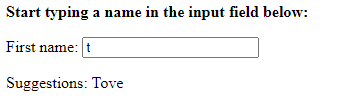 Start typing a name in the input field below:
First name: t
Suggestions: Tove